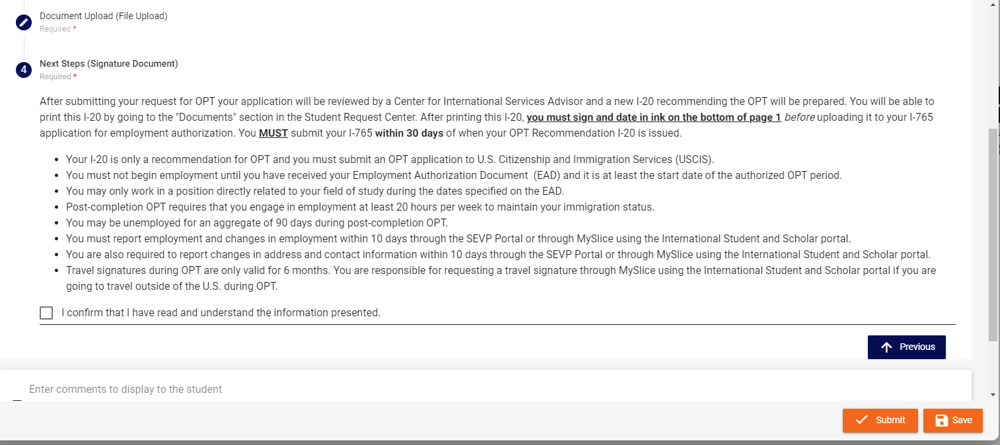 Document Upload (File Upload)
Required *
4
Next Steps (Signature Document)
Required *
After submitting your request for OPT your application will be reviewed by a Center for International Services Advisor and a new I-20 recommending the OPT will be prepared. You will be able to
print this I-20 by going to the "Documents" section in the Student Request Center. After printing this I-20, you must sign and date in ink on the bottom of page 1 before uploading it to your I-765
application for employment authorization. You MUST submit your I-765 within 30 days of when your OPT Recommendation I-20 is issued.
• Your I-20 is only a recommendation for OPT and you must submit an OPT application to U.S. Citizenship and Immigration Services (USCIS).
• You must not begin employment until you have received your Employment Authorization Document (EAD) and it is at least the start date of the authorized OPT period.
• You may only work in a position directly related to your field of study during the dates specified on the EAD.
• Post-completion OPT requires that you engage in employment at least 20 hours per week to maintain your immigration status.
• You may be unemployed for an aggregate of 90 days during post-completion OPT.
• You must report employment and changes in employment within 10 days through the SEVP Portal or through MySlice using the International Student and Scholar portal.
• You are also required to report changes in address and contact information within 10 days through the SEVP Portal or through MySlice using the International Student and Scholar portal.
• Travel signatures during OPT are only valid for 6 months. You are responsible for requesting a travel signature through MySlice using the International Student and Scholar portal if you are
going to travel outside of the U.S. during OPT.
I confirm that I have read and understand the information presented.
Previous
Enter comments to display to the student
Submit
Save